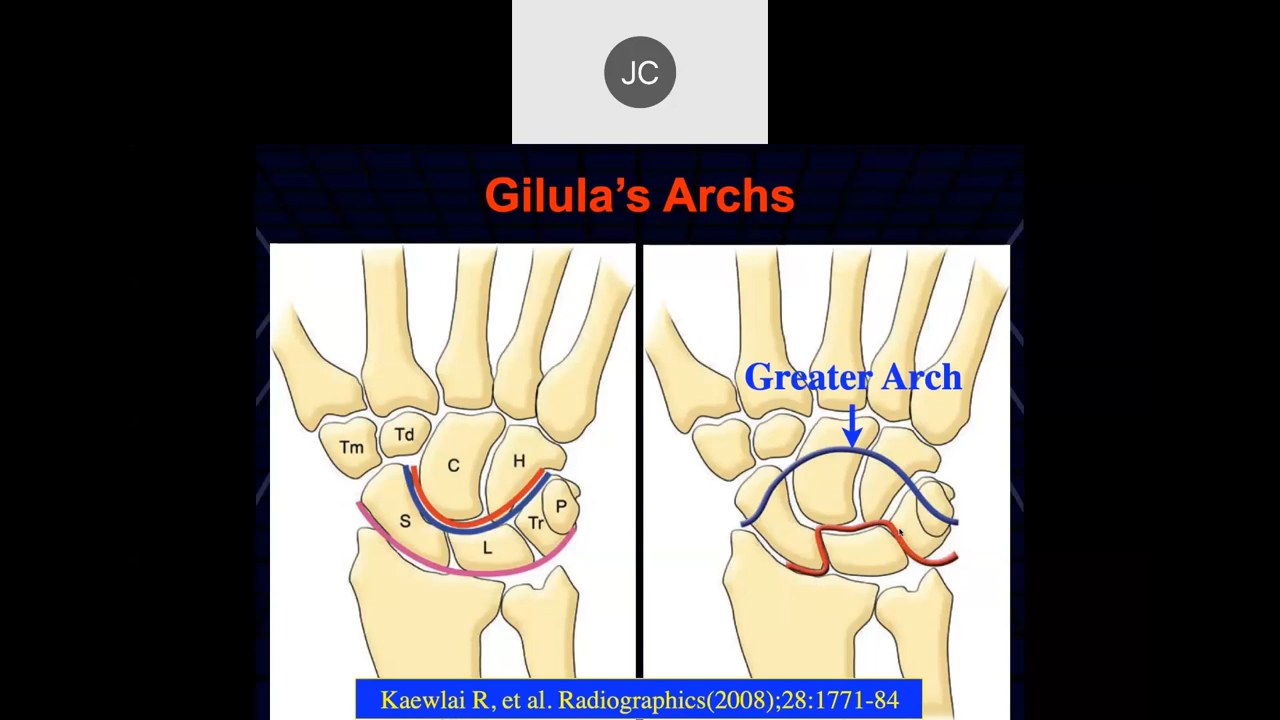 JC
Gilula’s Archs
Greater Arch
Tm
Td
C
H
S
L
Tr
P
Kaewlai R, et al. Radiographics(2008);28:1771-84